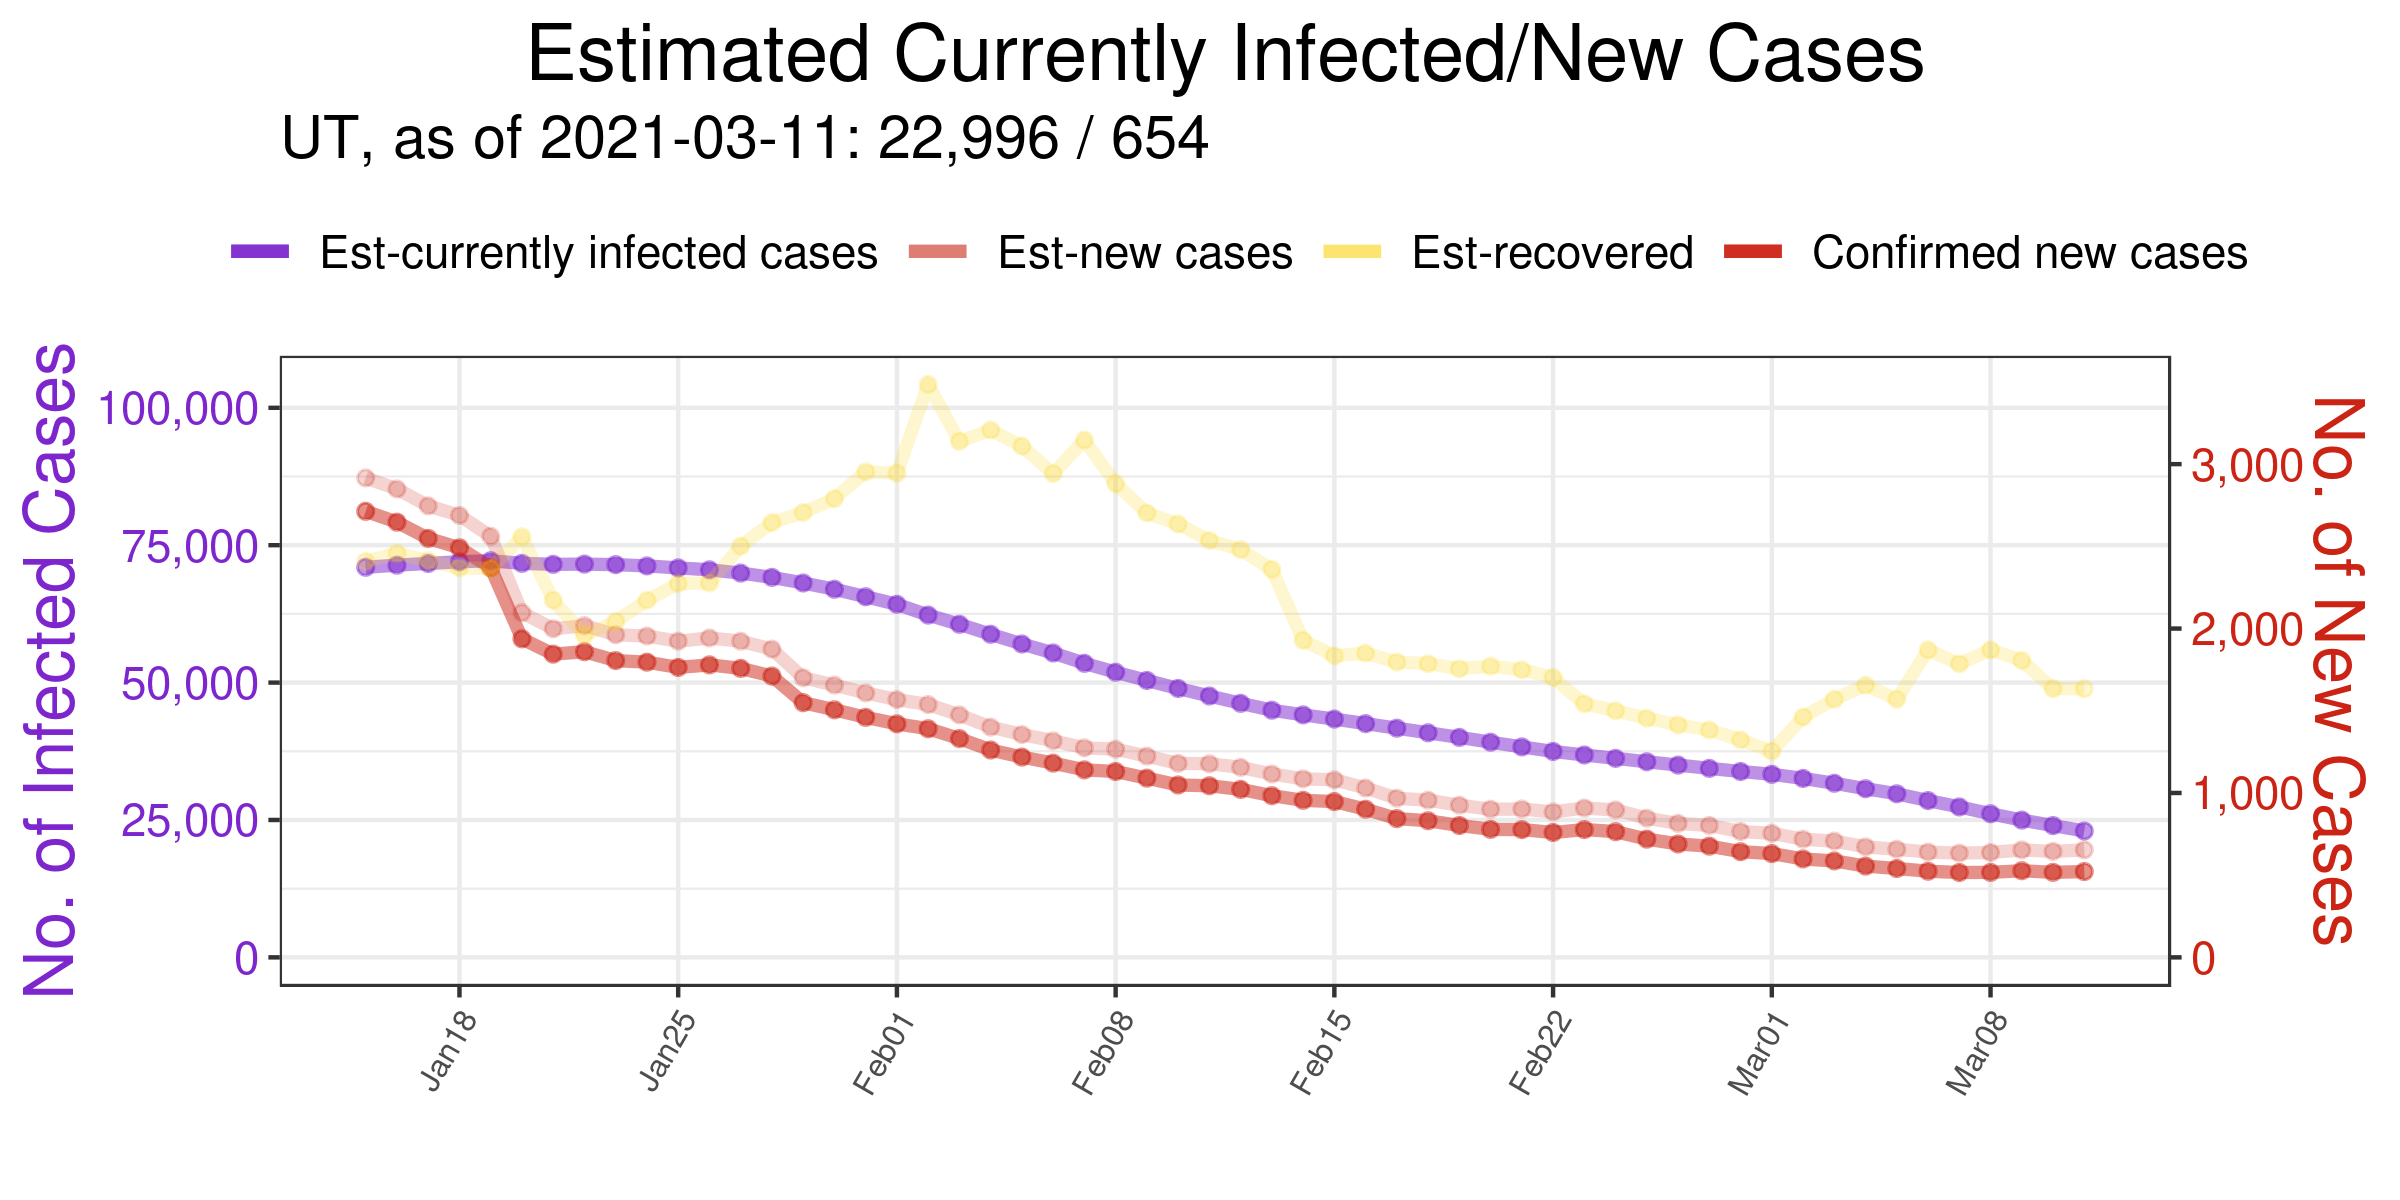 Estimated Currently Infected/New Cases
UT, as of 2021-03-11: 22,996 / 654
Est-currently infected cases Est-new cases Est-recovered Confirmed new cases
No. of Infected Cases
100,000
75,000
50,000
25,000
0
3,000
2,000
1,000
0
No. of New Cases
Jan18 Jan25 Feb01 Feb08 Feb15 Feb22 Mar01 Mar08